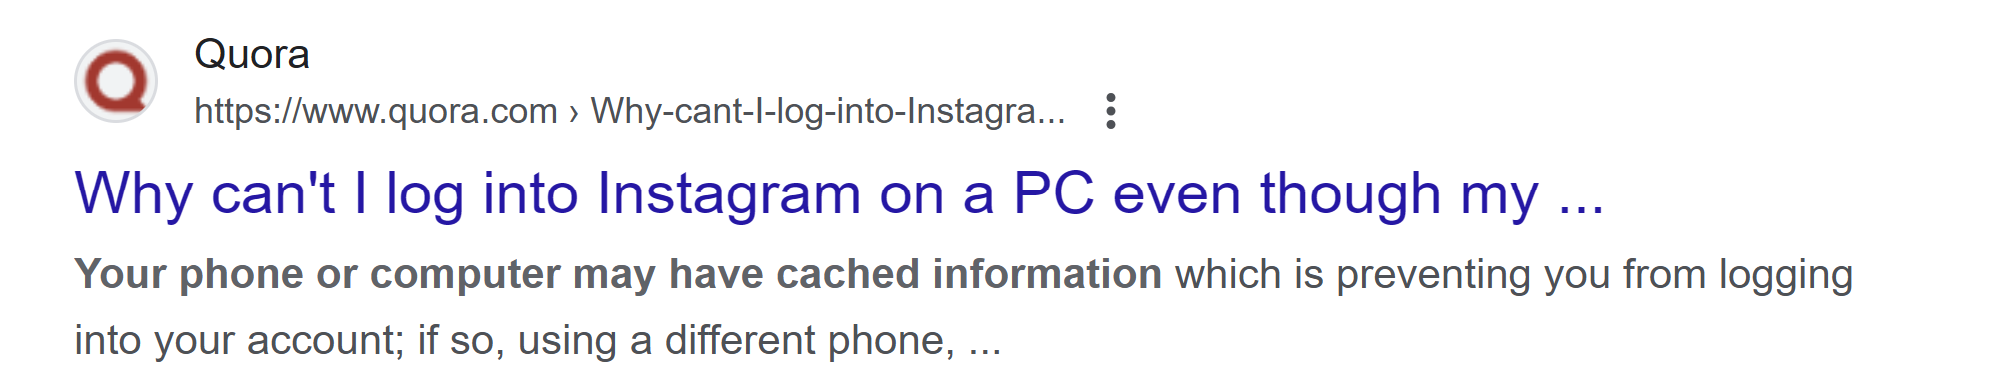 Quora
https://www.quora.com › Why-cant-I-log-into-Instagra...
Why can't I log into Instagram on a PC even though my ...
Your phone or computer may have cached information which is preventing you from logging
into your account; if so, using a different phone, ...